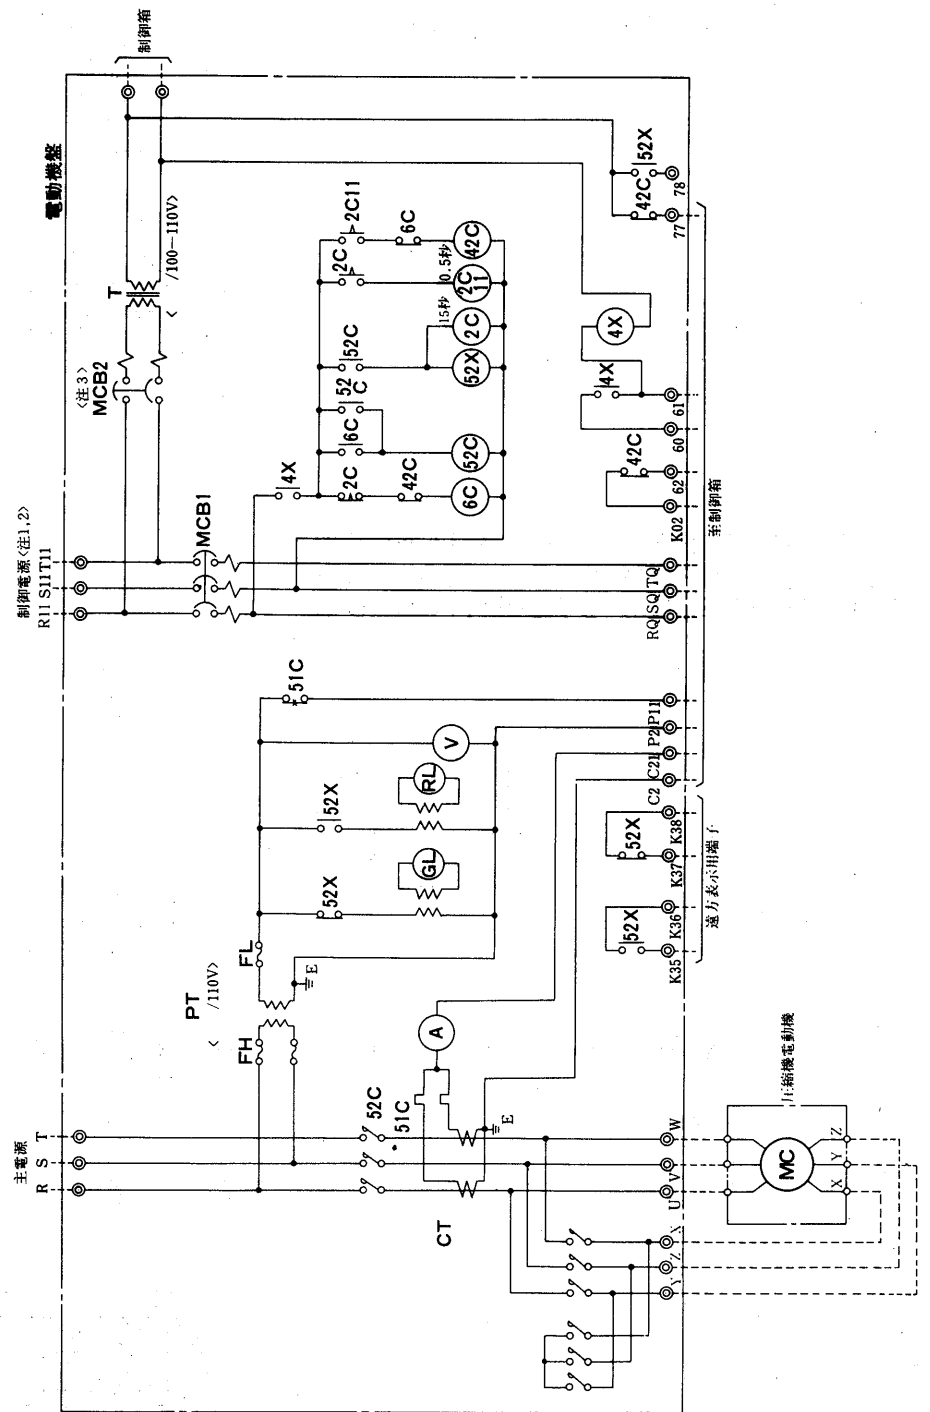 電動機盤
制御箱
主電源
R
S
T
PT
< /110V>
FH
FL
E
52X
52X
GL
RL
V
51C
制御電源<注1,2>
R11 S11 T11
<注3>
MCB2
MCB1
T
< /100-110V>
4X
2C
42C
6C
6C
52C
52C
52C
52X
15秒
2C
2C
0.5秒
2C11
2C11
6C
42C
4X
4X
42C
42C
52X
K02
62
60
61
77
78
RQ
SQ
TQ
至制御箱
52C
51C
CT
A
E
C2
C21
P2
P11
52X
52X
K35
K36
K37
K38
遠方表示用端子
U
V
W
Y
Z
X
圧縮機電動機
MC
X
Y
Z